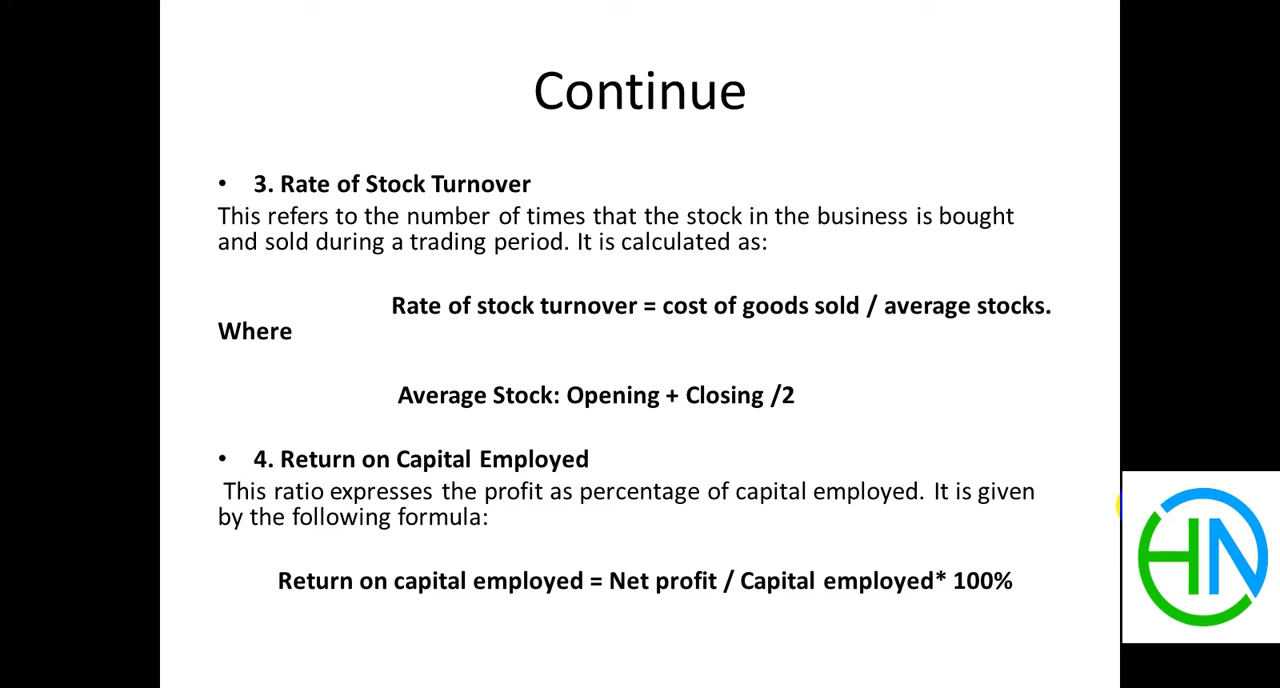 Continue
• 3. Rate of Stock Turnover
This refers to the number of times that the stock in the business is bought
and sold during a trading period. It is calculated as:
Rate of stock turnover = cost of goods sold / average stocks.
Where
Average Stock: Opening + Closing /2
• 4. Return on Capital Employed
This ratio expresses the profit as percentage of capital employed. It is given
by the following formula:
Return on capital employed = Net profit / Capital employed* 100%
HN